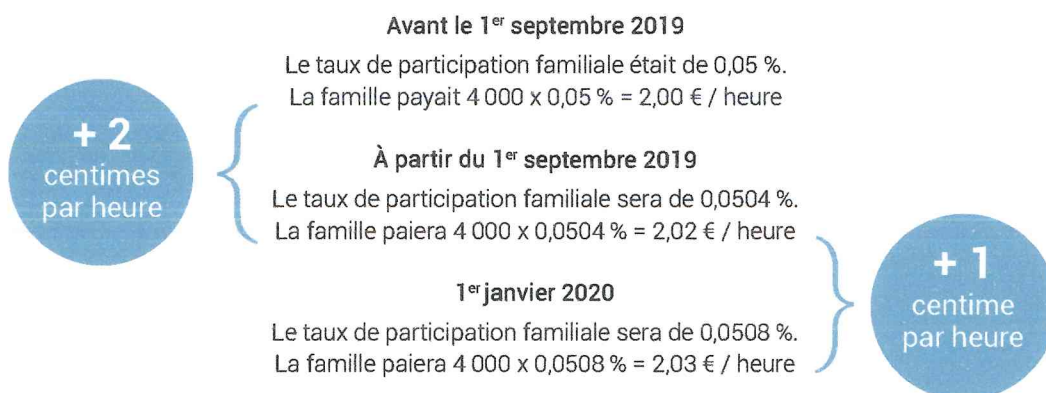 Avant le 1er septembre 2019
Le taux de participation familiale était de 0,05 %.
La famille payait 4 000 x 0,05 % = 2,00 € / heure
+ 2
centimes
par heure
À partir du 1er septembre 2019
Le taux de participation familiale sera de 0,0504 %.
La famille paiera 4 000 x 0,0504 % = 2,02 € / heure
+ 1
centime
par heure
1er janvier 2020
Le taux de participation familiale sera de 0,0508 %.
La famille paiera 4 000 x 0,0508 % = 2,03 € / heure